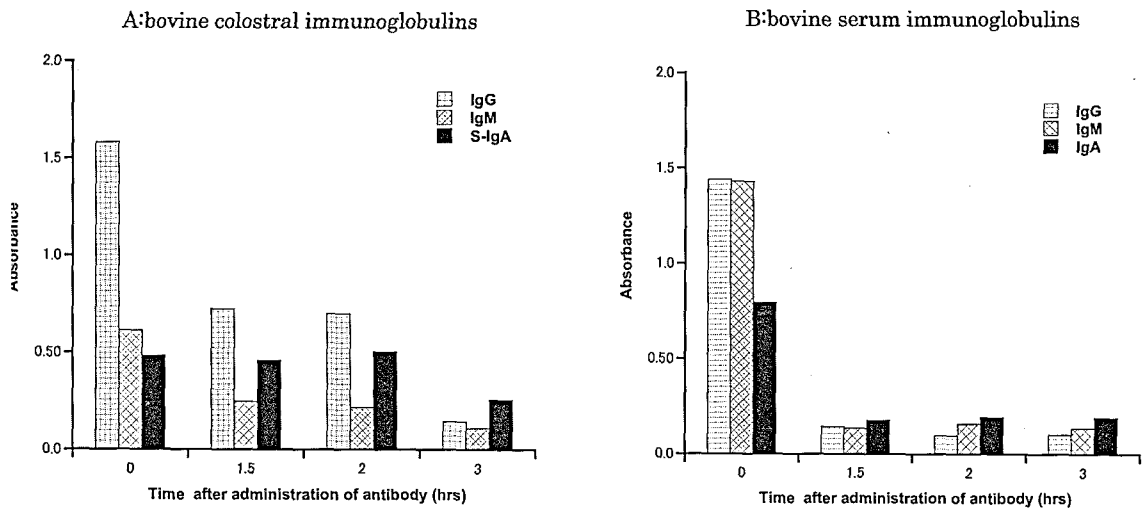 A:bovine colostral immunoglobulins
2.0
1.5
1.0
0.50
0.0
Absorbance
IgG
IgM
S-IgA
0 1.5 2 3
Time after administration of antibody (hrs)
B:bovine serum immunoglobulins
2.0
1.5
1.0
0.50
0.0
Absorbance
IgG
IgM
IgA
0 1.5 2 3
Time after administration of antibody (hrs)